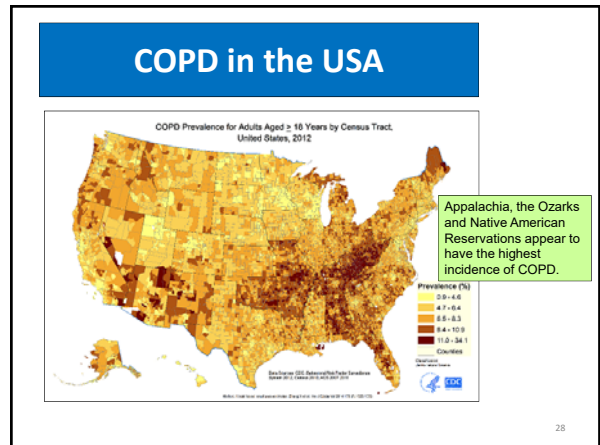 COPD in the USA
COPD Prevalence for Adults Aged ≥ 18 Years by Census Tract,
United States, 2012
Appalachia, the Ozarks
and Native American
Reservations appear to
have the highest
incidence of COPD.
Prevalence (%)
0.9 - 4.6
4.7 - 6.4
6.5 - 8.3
8.4 - 10.9
11.0 - 34.1
Counties
CDC
28